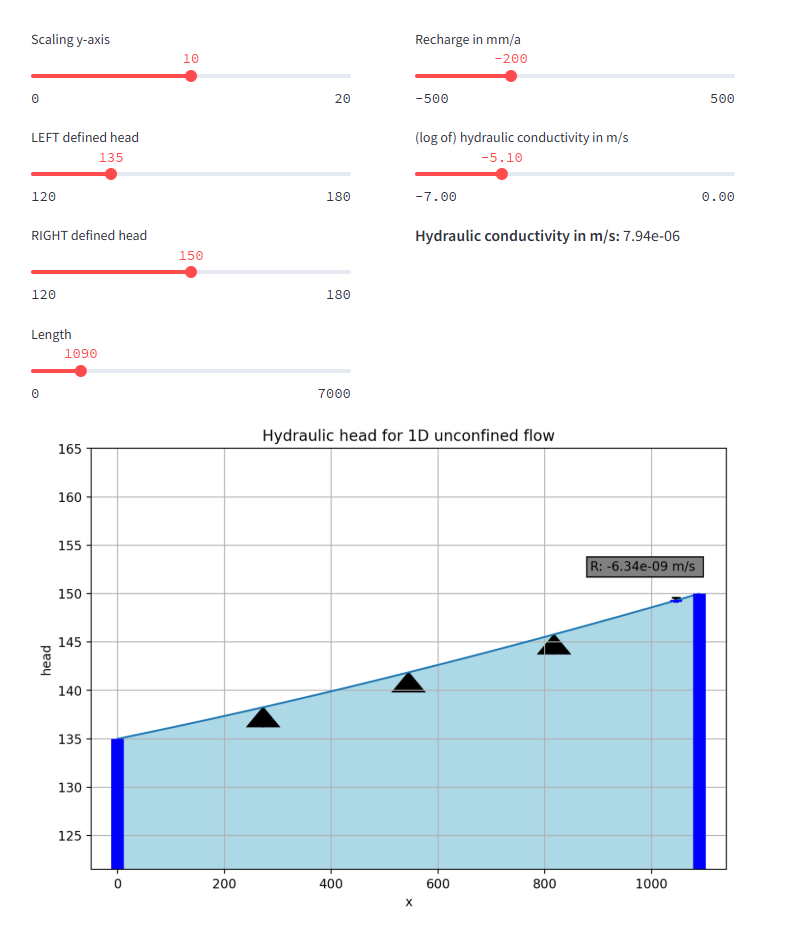 Scaling y-axis
10
0 20
LEFT defined head
135
120 180
RIGHT defined head
150
120 180
Length
1090
0 7000
Recharge in mm/a
-200
-500 500
(log of) hydraulic conductivity in m/s
-5.10
-7.00 0.00
Hydraulic conductivity in m/s: 7.94e-06
Hydraulic head for 1D unconfined flow
165
160
155
150
145
140
135
130
125
head
R: -6.34e-09 m/s
0 200 400 600 800 1000
x